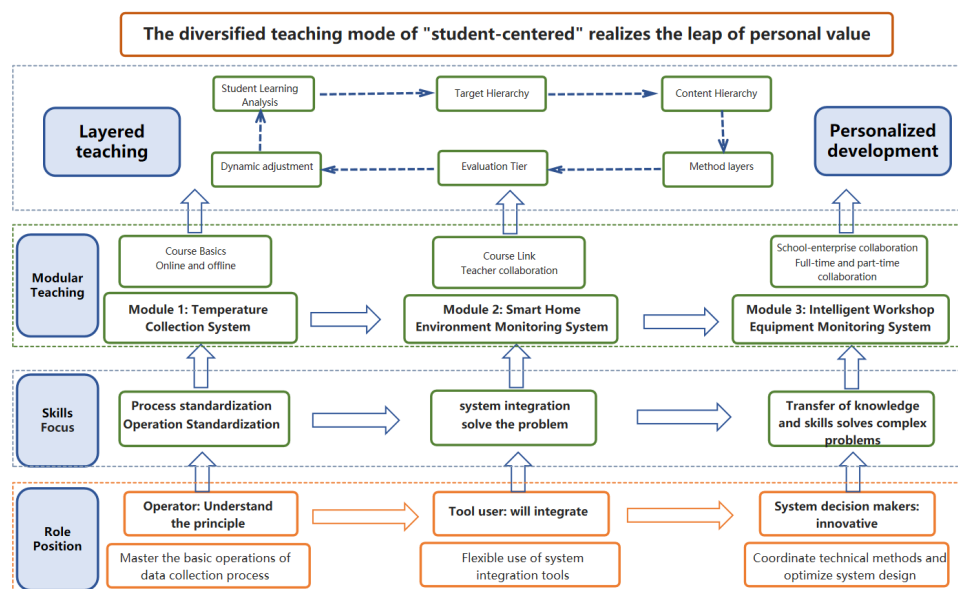 The diversified teaching mode of "student-centered" realizes the leap of personal value
Layered
teaching
Student Learning
Analysis
Target Hierarchy
Content Hierarchy
Dynamic adjustment
Evaluation Tier
Method layers
Personalized
development
Modular
Teaching
Course Basics
Online and offline
Course Link
Teacher collaboration
School-enterprise collaboration
Full-time and part-time
collaboration
Module 1: Temperature
Collection System
Module 2: Smart Home
Environment Monitoring System
Module 3: Intelligent Workshop
Equipment Monitoring System
Skills
Focus
Process standardization
Operation Standardization
system integration
solve the problem
Transfer of knowledge
and skills solves complex
problems
Role
Position
Operator: Understand
the principle
Tool user: will integrate
System decision makers:
innovative
Master the basic operations of
data collection process
Flexible use of system
integration tools
Coordinate technical methods and
optimize system design